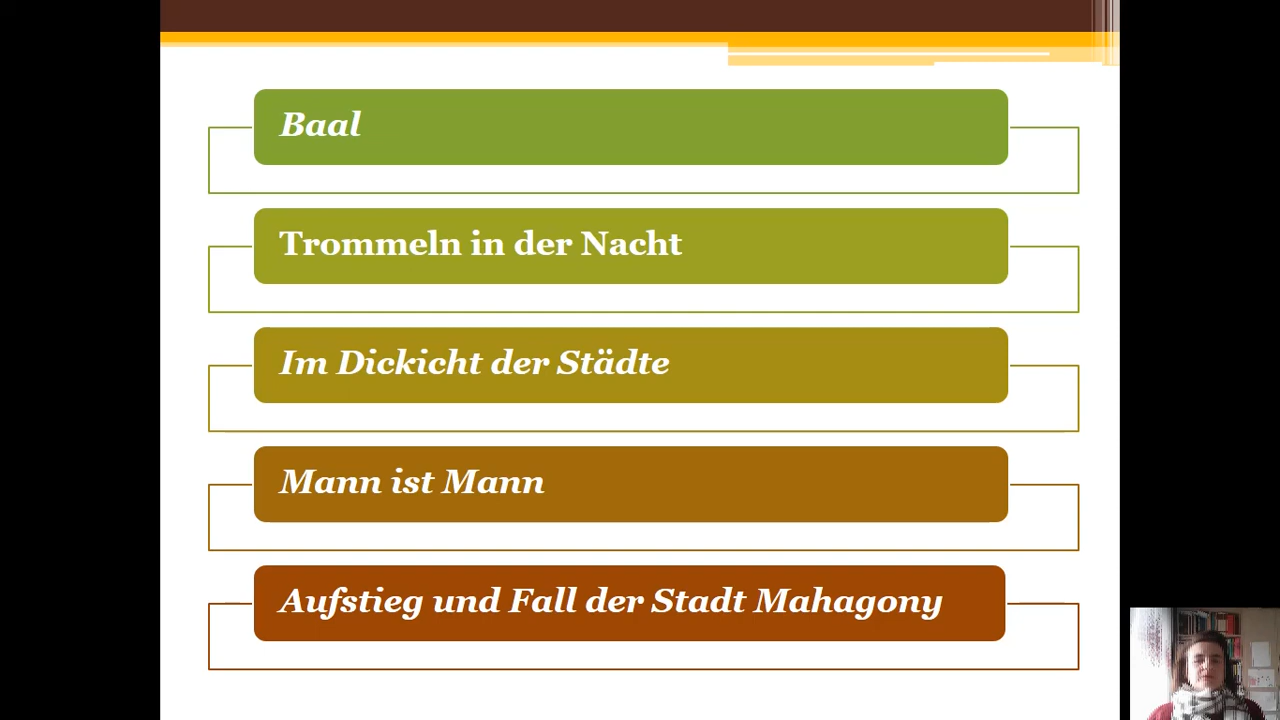 Baal
Trommeln in der Nacht
Im Dickicht der Städte
Mann ist Mann
Aufstieg und Fall der Stadt Mahagony